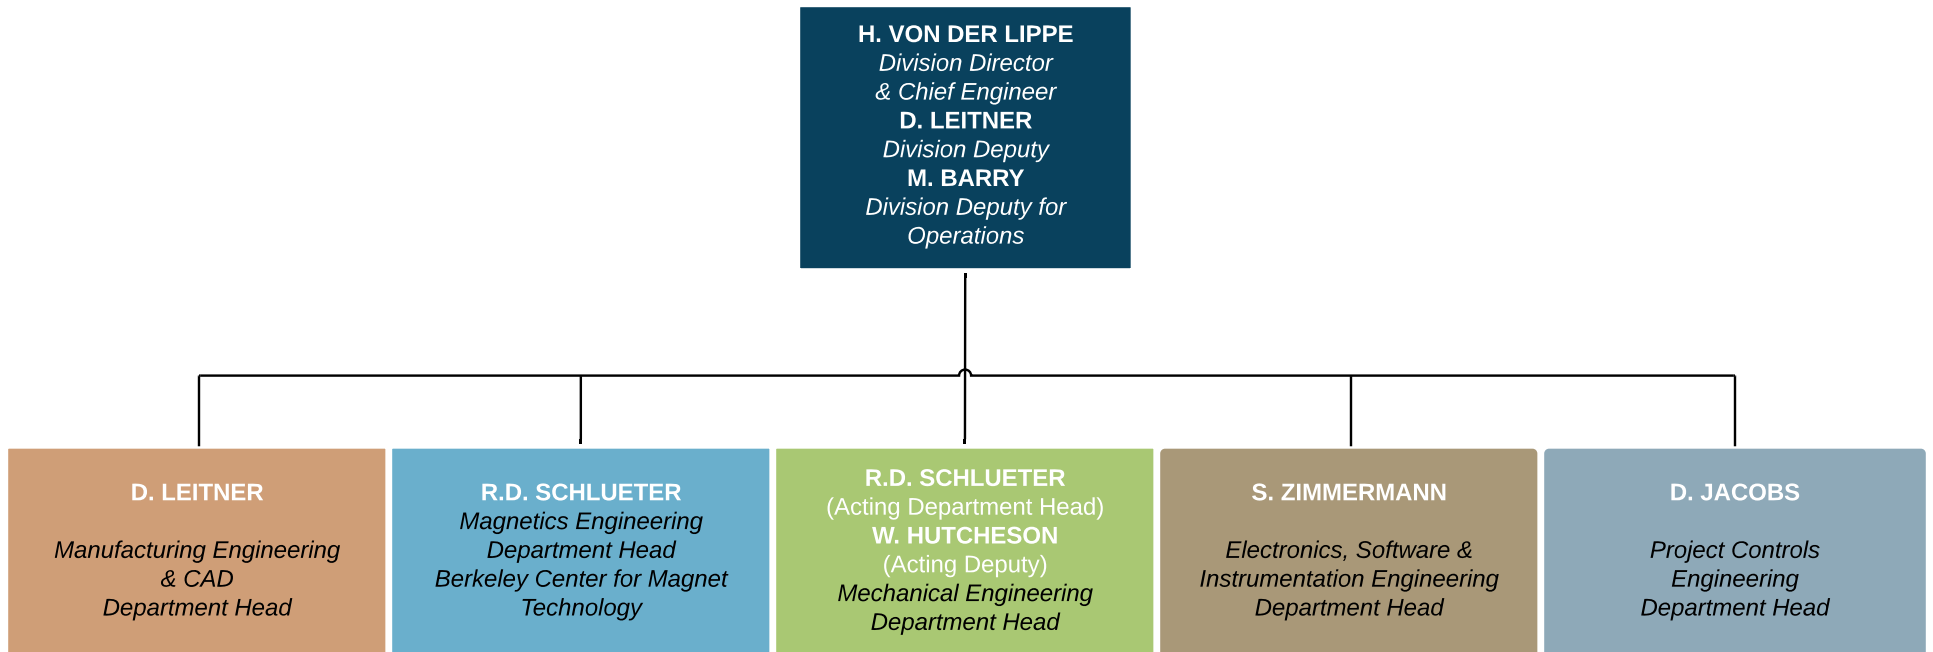 H. VON DER LIPPE
Division Director
& Chief Engineer
D. LEITNER
Division Deputy
M. BARRY
Division Deputy for
Operations
D. LEITNER
Manufacturing Engineering
& CAD
Department Head
R.D. SCHLUETER
Magnetics Engineering
Department Head
Berkeley Center for Magnet
Technology
R.D. SCHLUETER
(Acting Department Head)
W. HUTCHESON
(Acting Deputy)
Mechanical Engineering
Department Head
S. ZIMMERMANN
Electronics, Software &
Instrumentation Engineering
Department Head
D. JACOBS
Project Controls
Engineering
Department Head